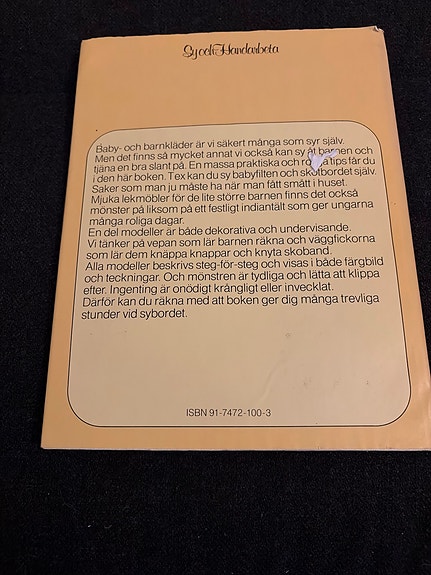 Sy och Handarbeta
Baby- och barnkläder är vi säkert många som syr själv.
Men det finns så mycket annat vi också kan sy åt barnen och
tjäna en bra slant på. En massa praktiska och tips får du
i den här boken. Tex kan du sy babyfilten och skötbordet själv.
Saker som man ju måste ha när man fått smått i huset.
Mjuka lekmöbler för de lite större barnen finns det också
mönster på liksom på ett festligt indiantält som ger ungarna
många roliga dagar.
En del modeller är både dekorativa och undervisande.
Vi tänker på vepan som lär barnen räkna och väggfickorna
som lär dem knäppa knappar och knyta skoband.
Alla modeller beskrivs steg-för-steg och visas i både färgbild
och teckningar. Och mönstren är tydliga och lätta att klippa
efter. Ingenting är onödigt krångligt eller invecklat.
Därför kan du räkna med att boken ger dig många trevliga
stunder vid sybordet.
ISBN 91-7472-100-3